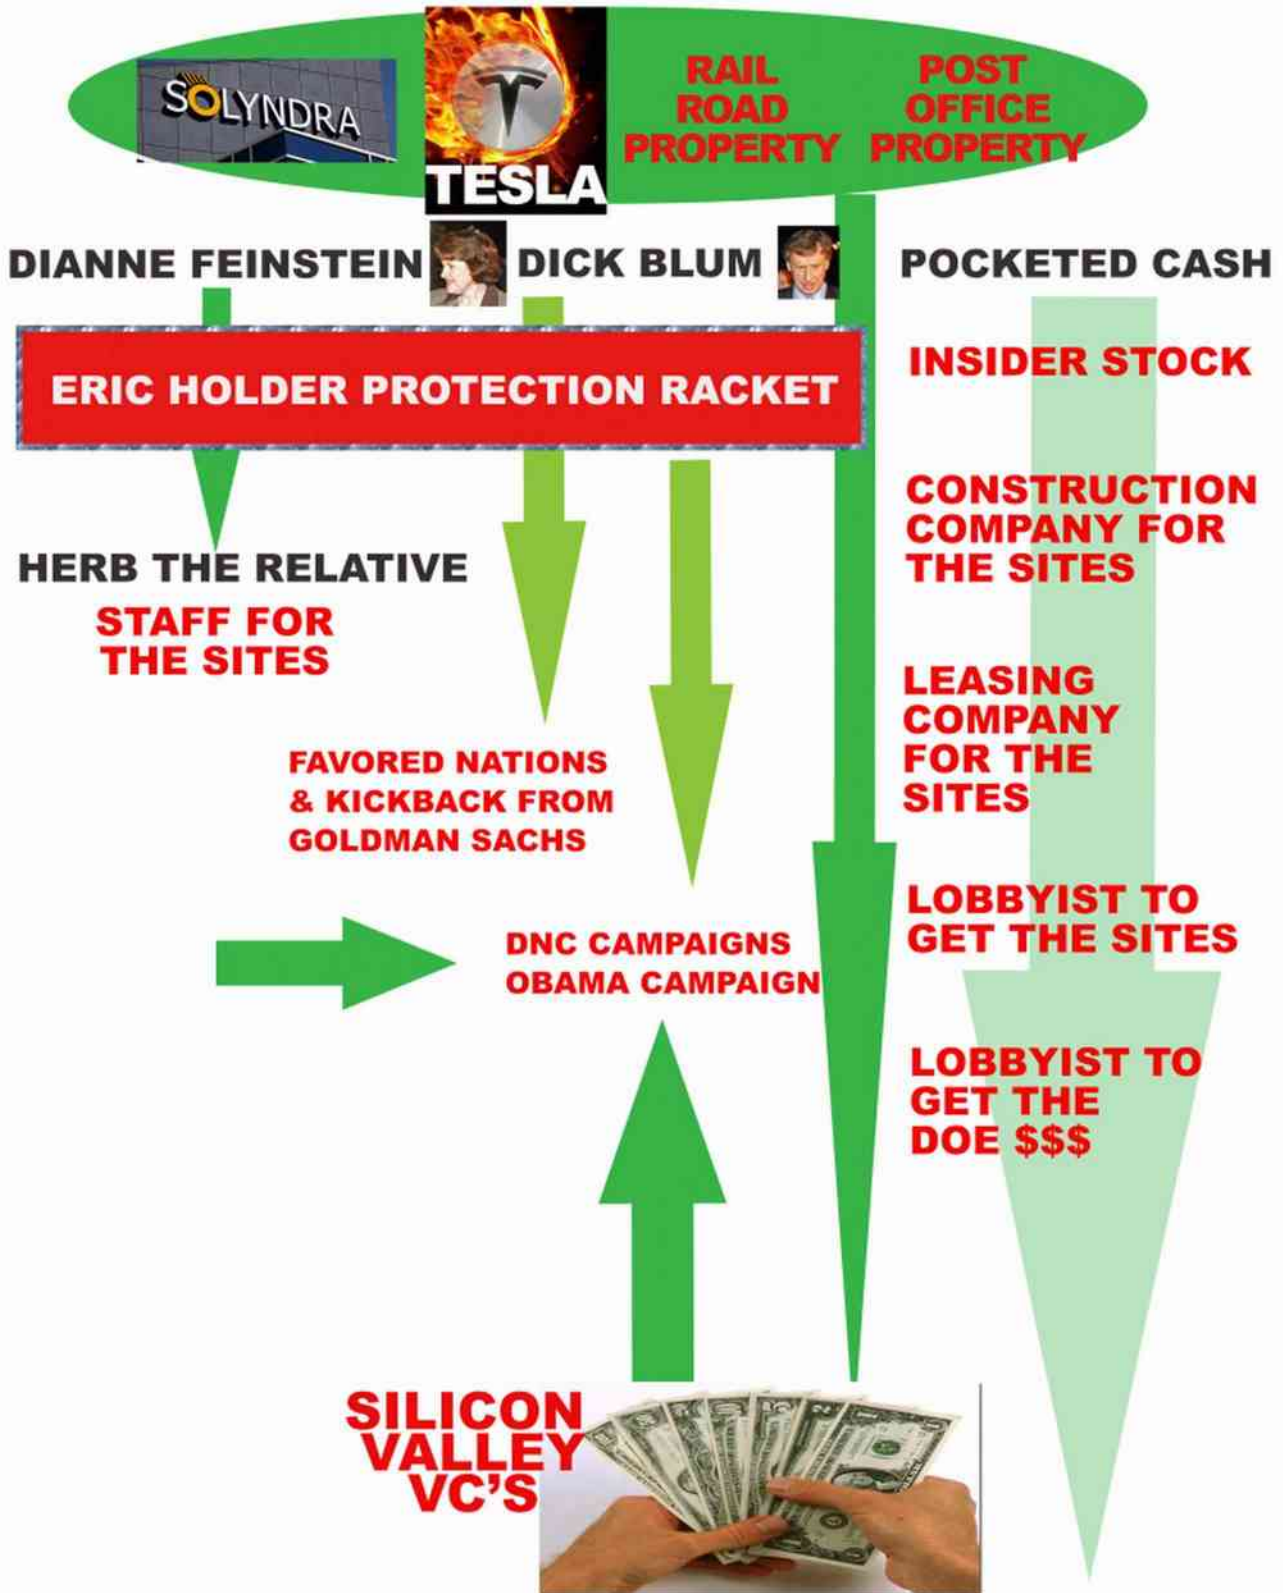 SOLYNDRA
TESLA
RAIL
ROAD
PROPERTY
POST
OFFICE
PROPERTY
DIANNE FEINSTEIN
DICK BLUM
POCKETED CASH
ERIC HOLDER PROTECTION RACKET
INSIDER STOCK
CONSTRUCTION
COMPANY FOR
THE SITES
HERB THE RELATIVE
STAFF FOR
THE SITES
LEASING
COMPANY
FOR THE
SITES
FAVORED NATIONS
& KICKBACK FROM
GOLDMAN SACHS
LOBBYIST TO
GET THE SITES
DNC CAMPAIGNS
OBAMA CAMPAIGN
LOBBYIST TO
GET THE
DOE $$$
SILICON
VALLEY
VC'S